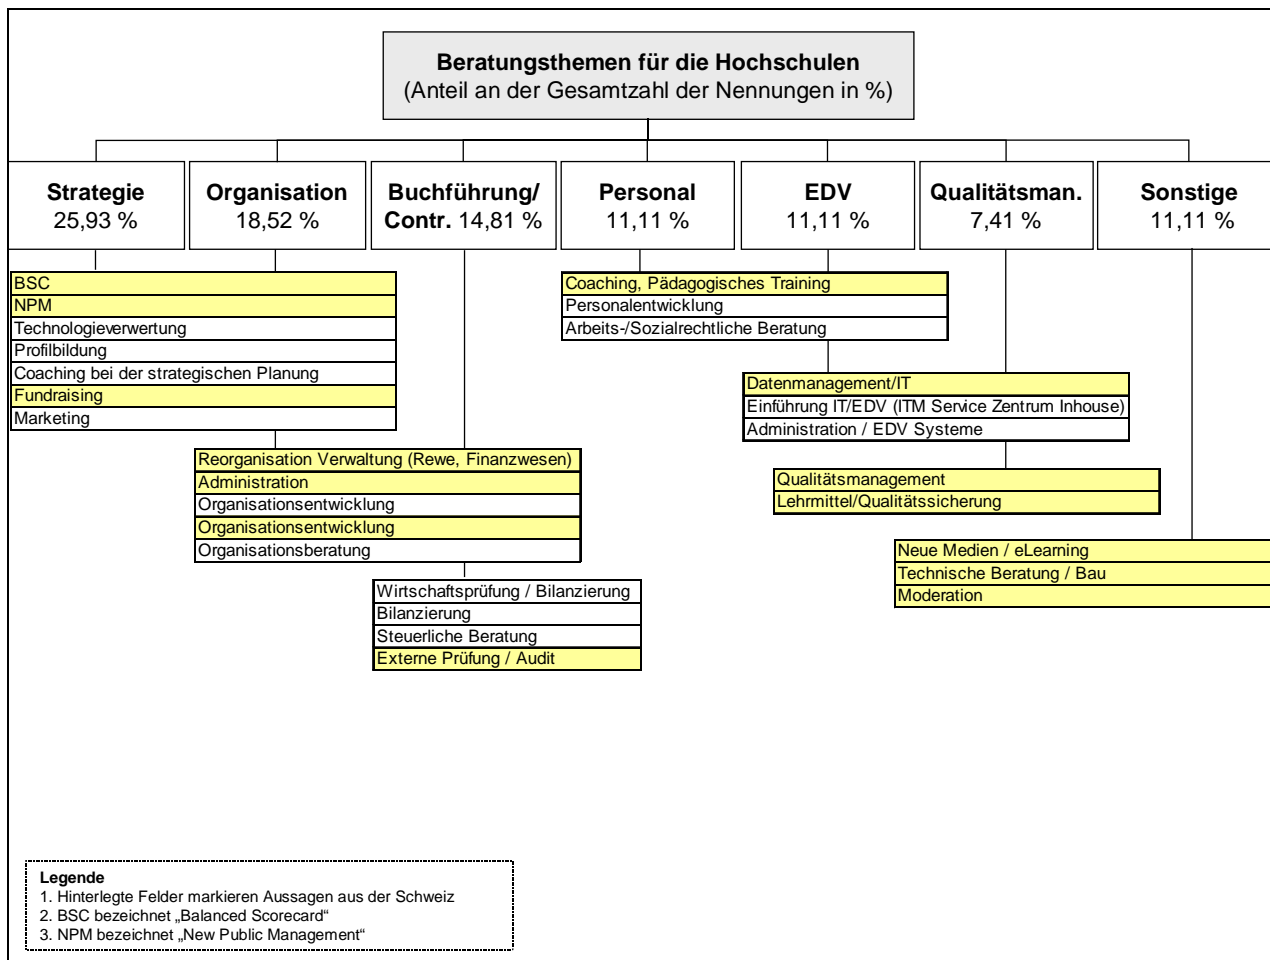 Beratungsthemen für die Hochschulen
(Anteil an der Gesamtzahl der Nennungen in %)
Strategie
25,93 %
Organisation
18,52 %
Buchführung/
Contr. 14,81 %
Personal
11,11 %
EDV
11,11 %
Qualitätsman.
7,41 %
Sonstige
11,11 %
BSC
NPM
Technologieverwertung
Profilbildung
Coaching bei der strategischen Planung
Fundraising
Marketing
Reorganisation Verwaltung (Rewe, Finanzwesen)
Administration
Organisationsentwicklung
Organisationsentwicklung
Organisationsberatung
Wirtschaftsprüfung / Bilanzierung
Bilanzierung
Steuerliche Beratung
Externe Prüfung / Audit
Coaching, Pädagogisches Training
Personalentwicklung
Arbeits-/Sozialrechtliche Beratung
Datenmanagement/IT
Einführung IT/EDV (ITM Service Zentrum Inhouse)
Administration / EDV Systeme
Qualitätsmanagement
Lehrmittel/Qualitätssicherung
Neue Medien / eLearning
Technische Beratung / Bau
Moderation
Legende
1. Hinterlegte Felder markieren Aussagen aus der Schweiz
2. BSC bezeichnet „Balanced Scorecard“
3. NPM bezeichnet „New Public Management“